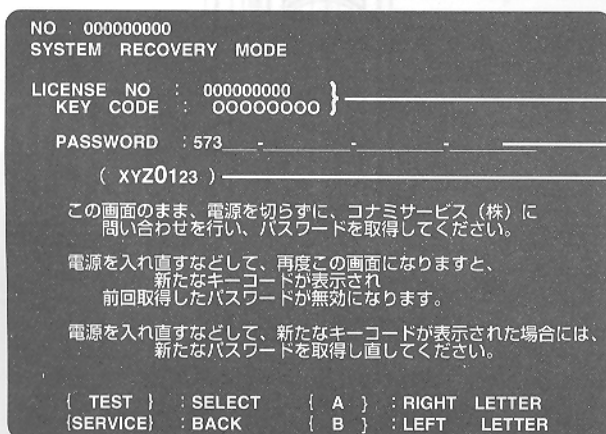 NO : 000000000
SYSTEM RECOVERY MODE
LICENSE NO : 000000000
KEY CODE : OOOOOOOO
PASSWORD : 573___-____-____-____
( XYZ0123 )
この画面のまま、電源を切らずに、コナミサービス（株）に
問い合わせを行い、パスワードを取得してください。
電源を入れ直すなどして、再度この画面になりますと、
新たなキーコードが表示され
前回取得したパスワードが無効になります。
電源を入れ直すなどして、新たなキーコードが表示された場合には、
新たなパスワードを取得し直してください。
{ TEST } : SELECT { A } : RIGHT LETTER
{SERVICE} : BACK { B } : LEFT LETTER